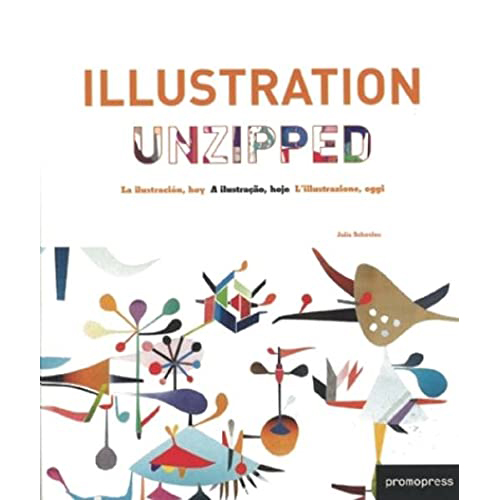 ILLUSTRATION
UNZIPPED
La ilustración, hoy A ilustração, hoje L'illustrazione, oggi
Julia Schonlau
promopress